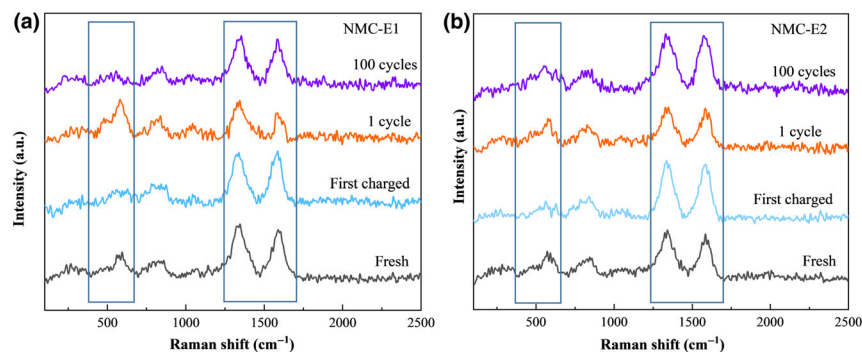 (a)
NMC-E1
100 cycles
1 cycle
First charged
Fresh
Intensity (a.u.)
500 1000 1500 2000 2500
Raman shift (cm⁻¹)
(b)
NMC-E2
100 cycles
1 cycle
First charged
Fresh
Intensity (a.u.)
500 1000 1500 2000 2500
Raman shift (cm⁻¹)